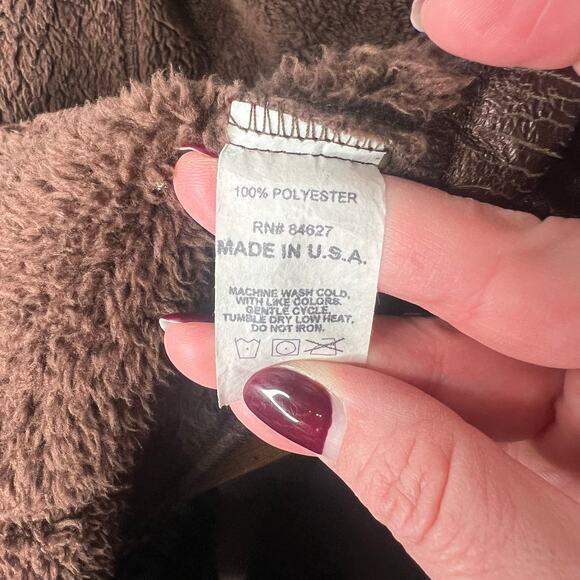 100% POLYESTER
RN# 84627
MADE IN U.S.A.
MACHINE WASH COLD,
WITH LIKE COLORS.
GENTLE CYCLE,
TUMBLE DRY LOW HEAT,
DO NOT IRON.